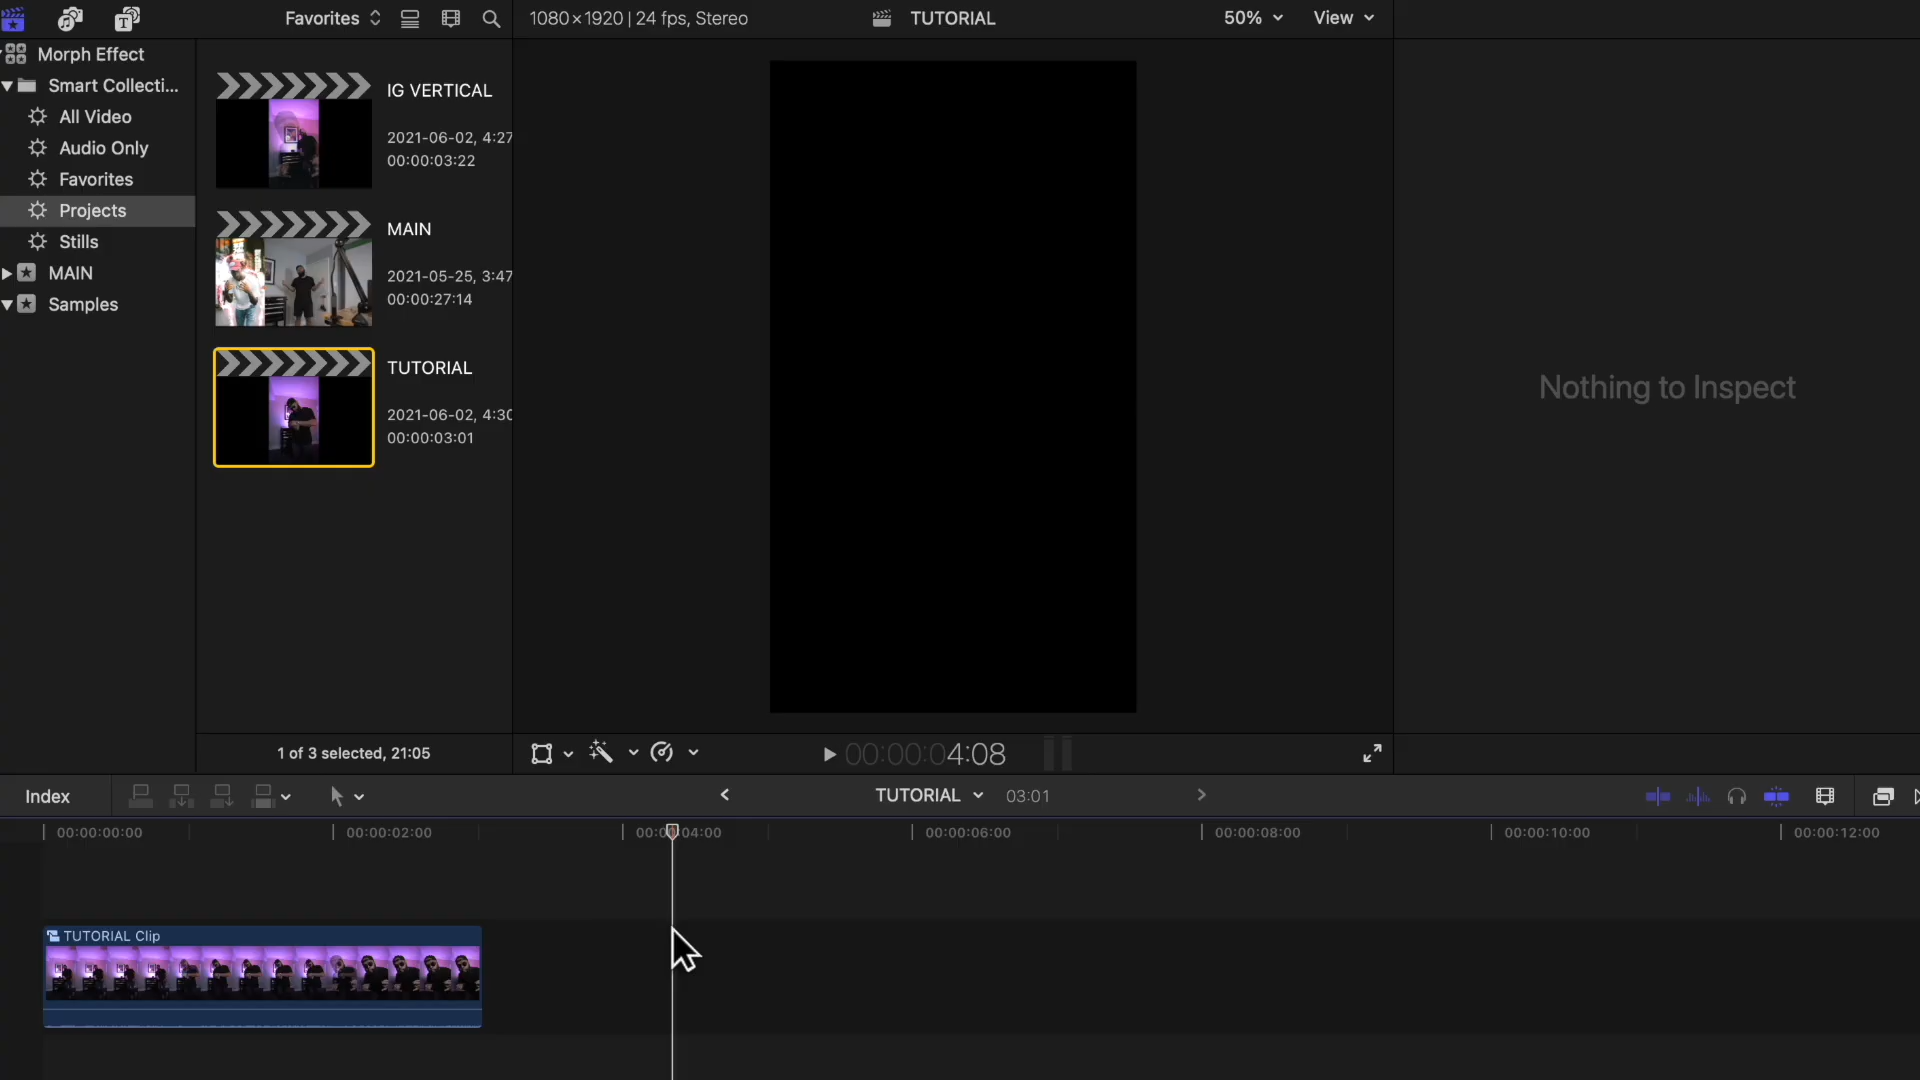 Favorites
1080×1920 | 24 fps, Stereo
TUTORIAL
50%
View
Morph Effect
Smart Collecti...
All Video
Audio Only
Favorites
Projects
Stills
MAIN
Samples
IG VERTICAL
2021-06-02, 4:27
00:00:03:22
MAIN
2021-05-25, 3:47
00:00:27:14
TUTORIAL
2021-06-02, 4:30
00:00:03:01
1 of 3 selected, 21:05
Nothing to Inspect
00:00:04:08
Index
TUTORIAL
03:01
00:00:00:00
00:00:02:00
00:00:04:00
00:00:06:00
00:00:08:00
00:00:10:00
00:00:12:00
TUTORIAL Clip